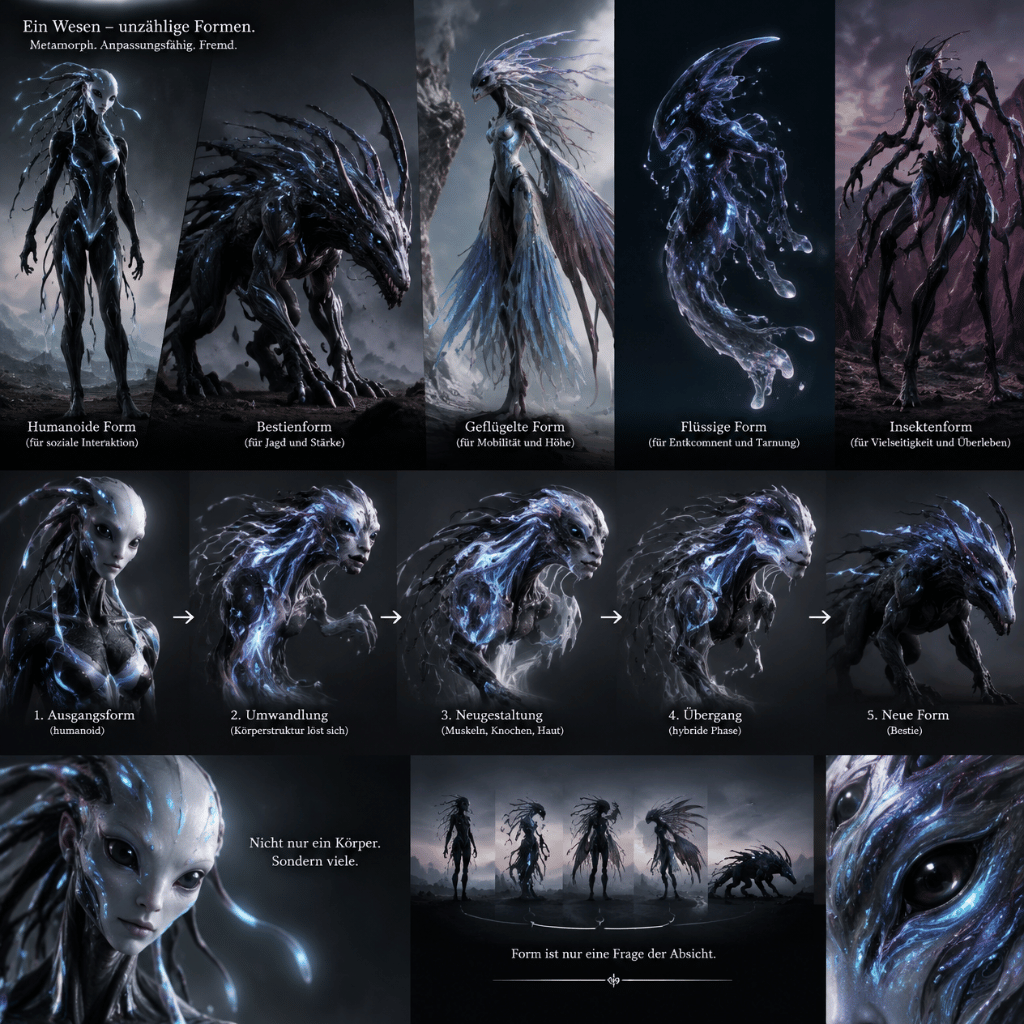 Ein Wesen – unzählige Formen.
Metamorph. Anpassungsfähig. Fremd.
Humanoide Form
(für soziale Interaktion)
Bestienform
(für Jagd und Stärke)
Geflügelte Form
(für Mobilität und Höhe)
Flüssige Form
(für Entkomnent und Tarnung)
Insektenform
(für Vielseitigkeit und Überleben)
1. Ausgangsform
(humanoid)
2. Umwandlung
(Körperstruktur löst sich)
3. Neugestaltung
(Muskeln, Knochen, Haut)
4. Übergang
(hybride Phase)
5. Neue Form
(Bestie)
Nicht nur ein Körper.
Sondern viele.
Form ist nur eine Frage der Absicht.